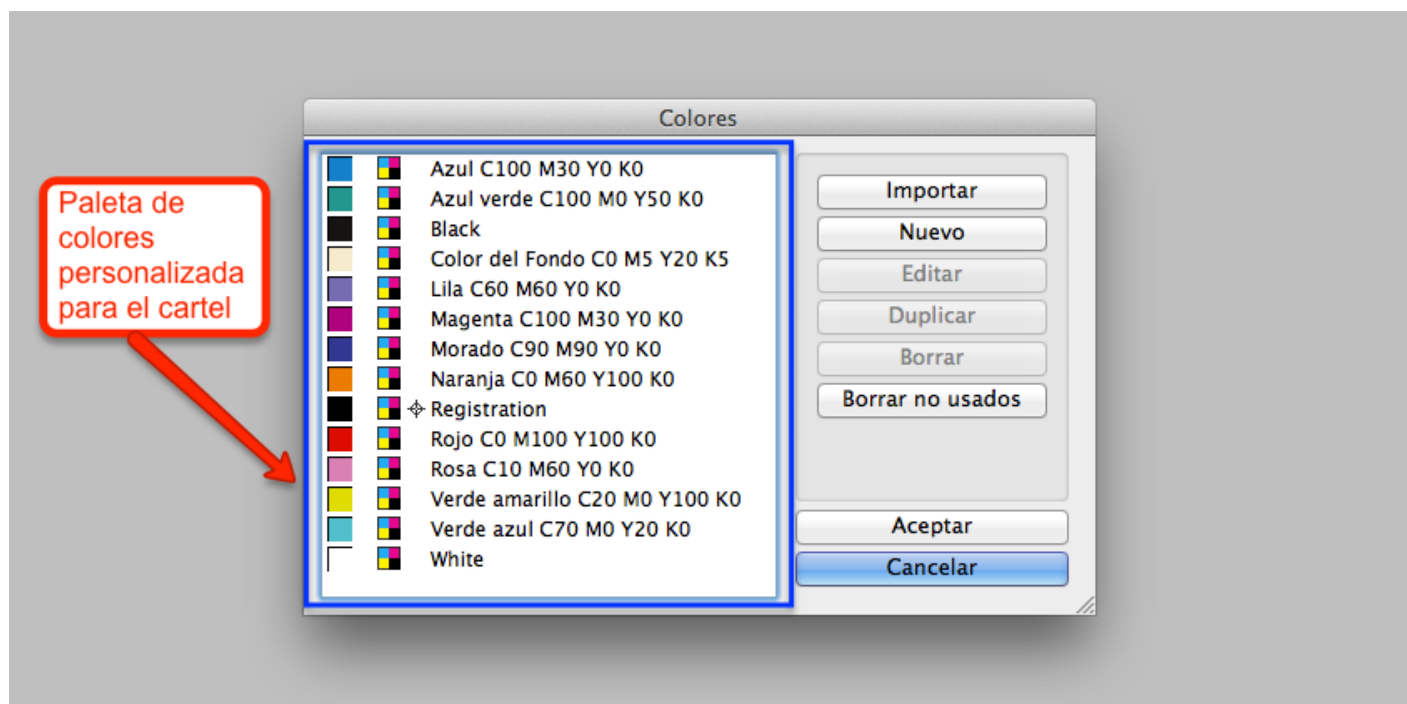 Colores
Paleta de
colores
personalizada
para el cartel
Azul C100 M30 Y0 K0
Azul verde C100 M0 Y50 K0
Black
Color del Fondo C0 M5 Y20 K5
Lila C60 M60 Y0 K0
Magenta C100 M30 Y0 K0
Morado C90 M90 Y0 K0
Naranja C0 M60 Y100 K0
Registration
Rojo C0 M100 Y100 K0
Rosa C10 M60 Y0 K0
Verde amarillo C20 M0 Y100 K0
Verde azul C70 M0 Y20 K0
White
Importar
Nuevo
Editar
Duplicar
Borrar
Borrar no usados
Aceptar
Cancelar